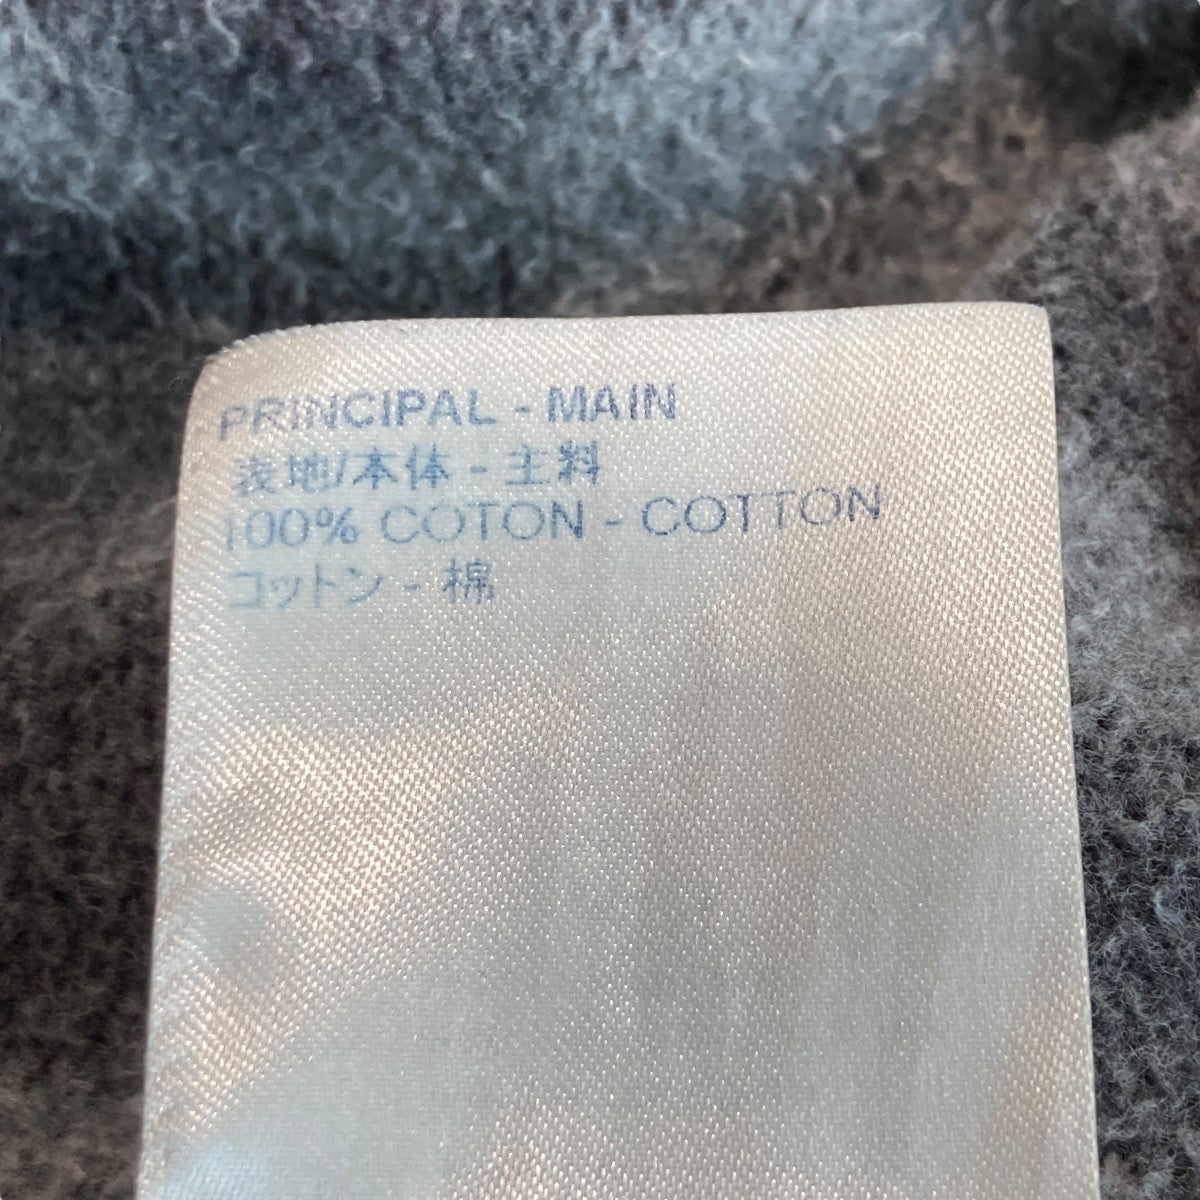 PRINCIPAL - MAIN
表地/本体 - 主料
100% COTON - COTTON
コットン - 棉